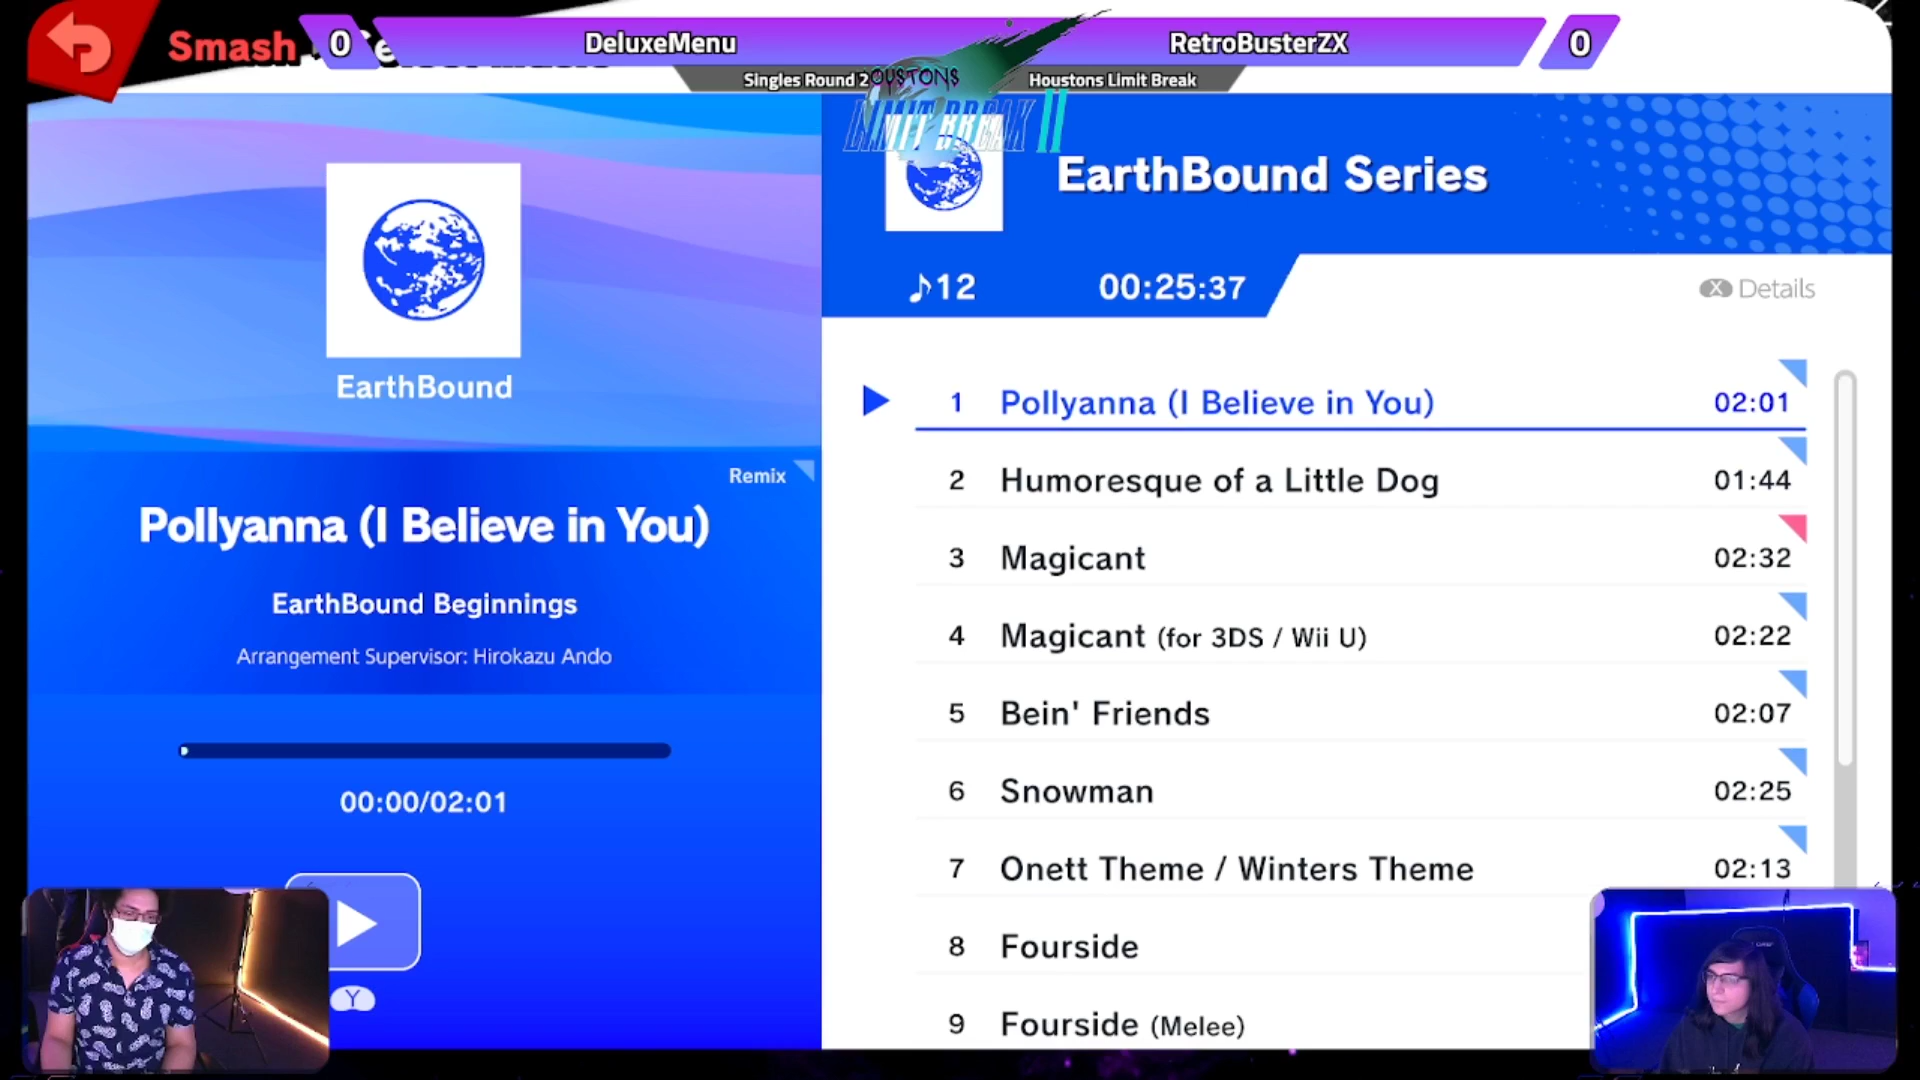 Smash
0
DeluxeMenu
RetroBusterZX
0
Singles Round 2
HOUSTONS
Houstons Limit Break
LIMIT BREAK II
EarthBound Series
♪12
00:25:37
X Details
EarthBound
Remix
Pollyanna (I Believe in You)
EarthBound Beginnings
Arrangement Supervisor: Hirokazu Ando
00:00/02:01
Y
1 Pollyanna (I Believe in You) 02:01
2 Humoresque of a Little Dog 01:44
3 Magicant 02:32
4 Magicant (for 3DS / Wii U) 02:22
5 Bein' Friends 02:07
6 Snowman 02:25
7 Onett Theme / Winters Theme 02:13
8 Fourside
9 Fourside (Melee)